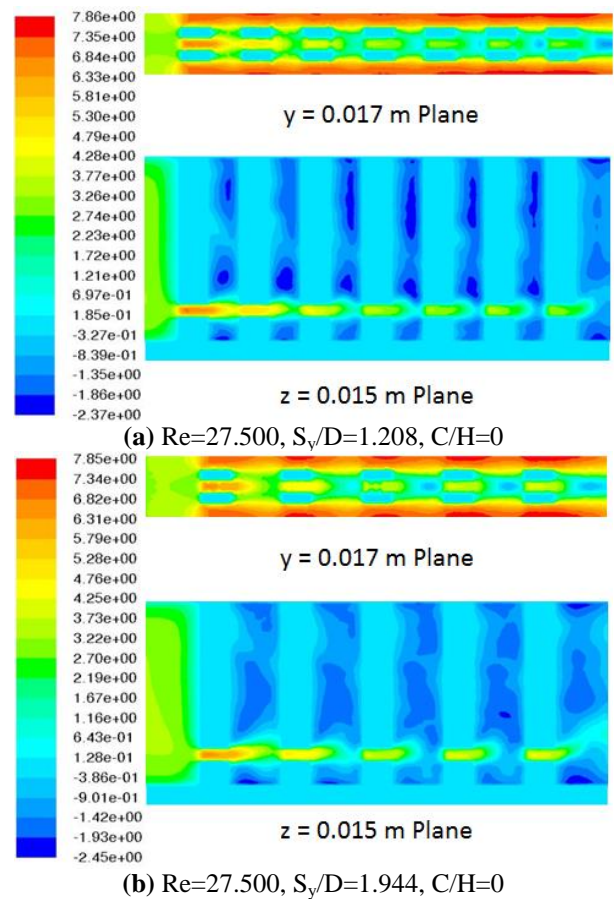 7.86e+00
7.35e+00
6.84e+00
6.33e+00
5.81e+00
5.30e+00
4.79e+00
4.28e+00
3.77e+00
3.26e+00
2.74e+00
2.23e+00
1.72e+00
1.21e+00
6.97e-01
1.85e-01
-3.27e-01
-8.39e-01
-1.35e+00
-1.86e+00
-2.37e+00
y = 0.017 m Plane
z = 0.015 m Plane
(a) Re=27.500, Sy/D=1.208, C/H=0
7.85e+00
7.34e+00
6.82e+00
6.31e+00
5.79e+00
5.28e+00
4.76e+00
4.25e+00
3.73e+00
3.22e+00
2.70e+00
2.19e+00
1.67e+00
1.16e+00
6.43e-01
1.28e-01
-3.86e-01
-9.01e-01
-1.42e+00
-1.93e+00
-2.45e+00
y = 0.017 m Plane
z = 0.015 m Plane
(b) Re=27.500, Sy/D=1.944, C/H=0